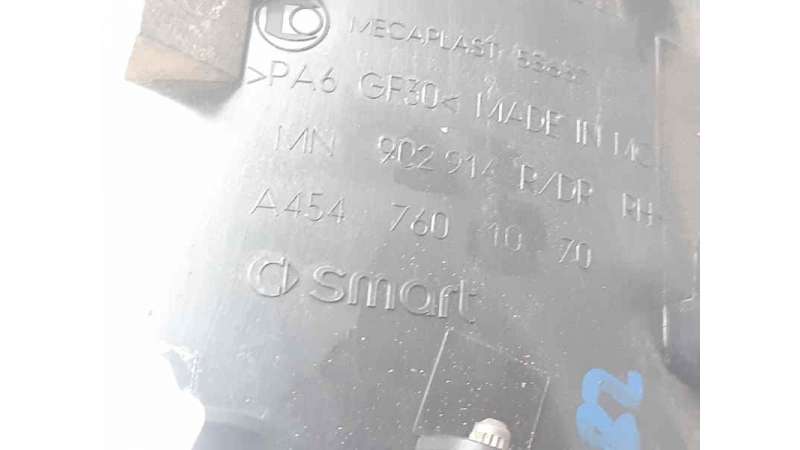 MECAPLAST
>PA6 GF30< MADE IN MC
MN 902 914 R/DR RH
A454 760 10 70
smart